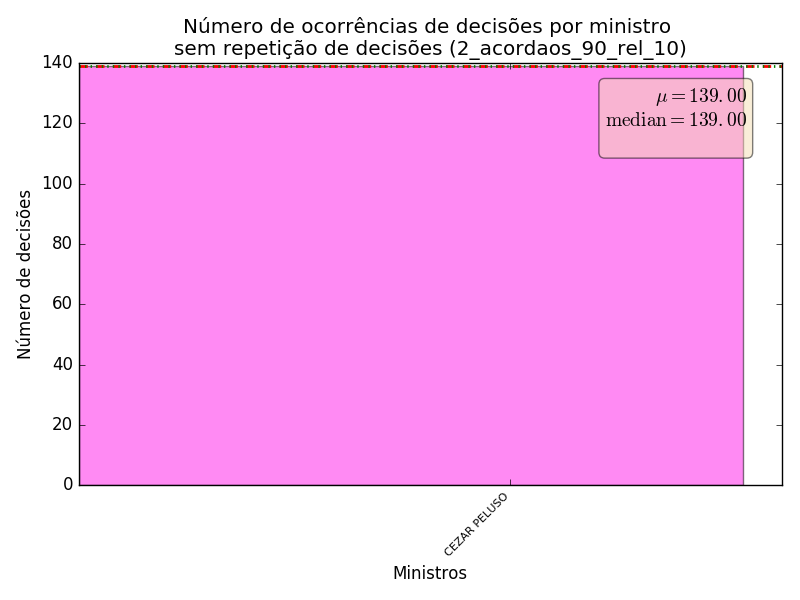 Número de ocorrências de decisões por ministro
sem repetição de decisões (2_acordaos_90_rel_10)
140
120
100
80
60
40
20
0
μ = 139.00
median = 139.00
Número de decisões
CEZAR PELUSO
Ministros